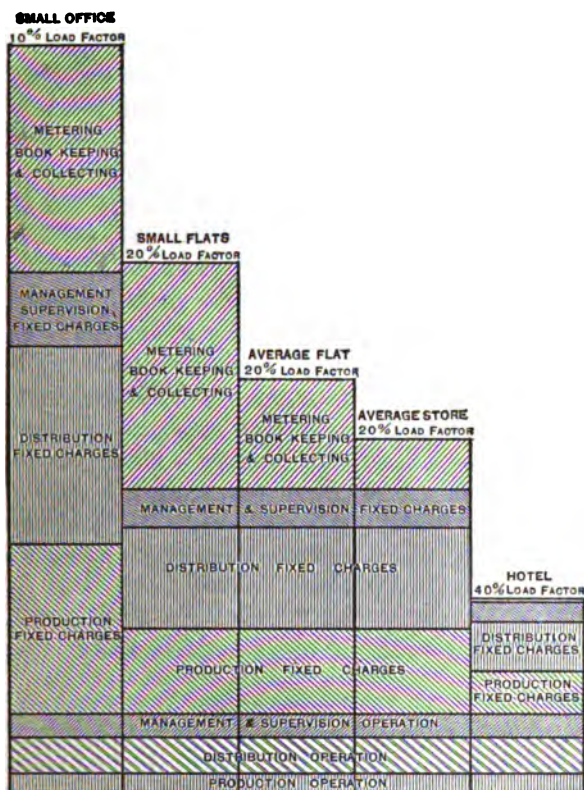 SMALL OFFICE
10% LOAD FACTOR
METERING
BOOK KEEPING
& COLLECTING
MANAGEMENT
SUPERVISION
FIXED CHARGES
DISTRIBUTION
FIXED CHARGES
PRODUCTION
FIXED CHARGES
SMALL FLATS
20% LOAD FACTOR
METERING
BOOK KEEPING
& COLLECTING
AVERAGE FLAT
20% LOAD FACTOR
METERING
BOOK KEEPING
& COLLECTING
AVERAGE STORE
20% LOAD FACTOR
MANAGEMENT & SUPERVISION FIXED CHARGES
DISTRIBUTION FIXED CHARGES
PRODUCTION FIXED CHARGES
HOTEL
40% LOAD FACTOR
DISTRIBUTION
FIXED CHARGES
PRODUCTION
FIXED CHARGES
MANAGEMENT & SUPERVISION OPERATION
DISTRIBUTION OPERATION
PRODUCTION OPERATION